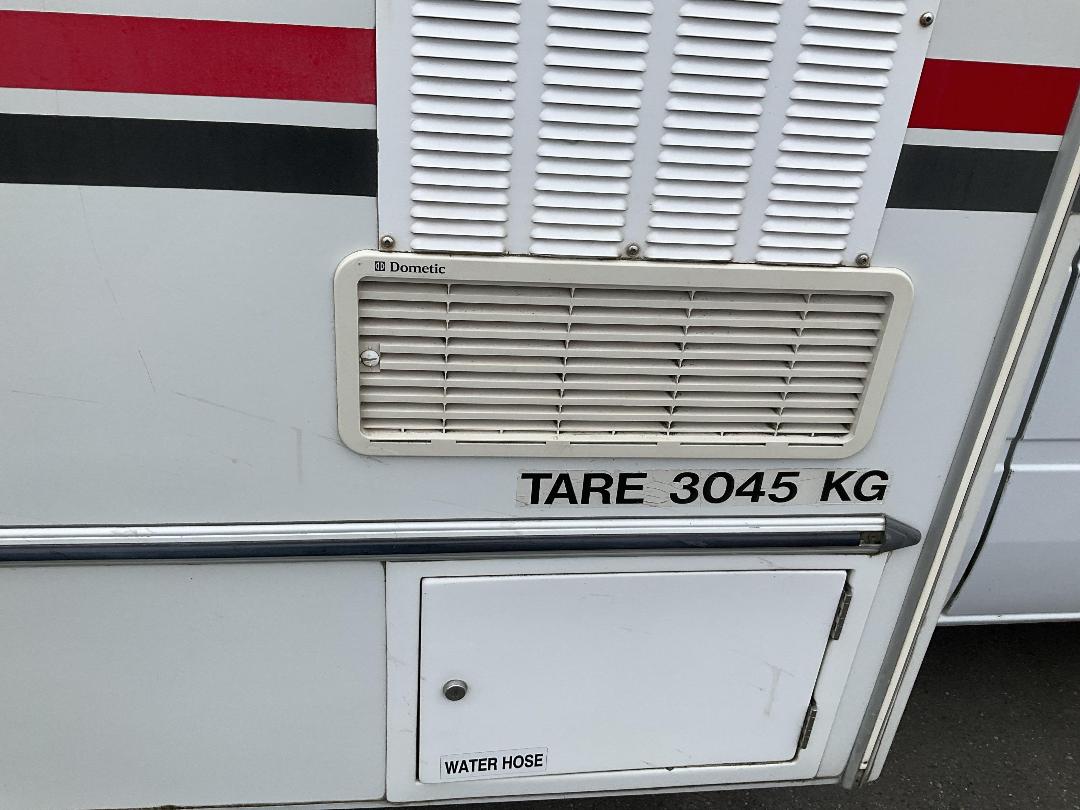 Dometic
TARE 3045 KG
WATER HOSE